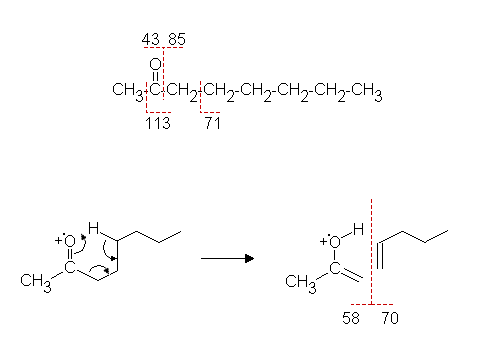 43 85
O
CH3-C-CH2-CH2-CH2-CH2-CH2-CH3
113 71
H
+· O
C
CH3
H
+· O
C
CH3
58 70